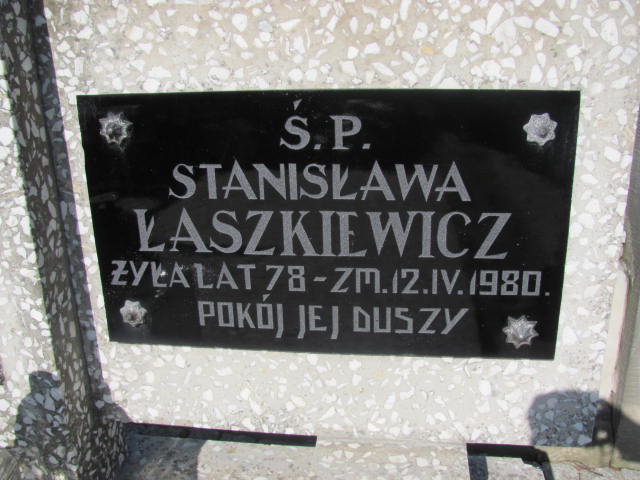 Ś.P.
STANISŁAWA
ŁASZKIEWICZ
ŻYŁA LAT 78 - ZM. 12.IV.1980.
POKÓJ JEJ DUSZY